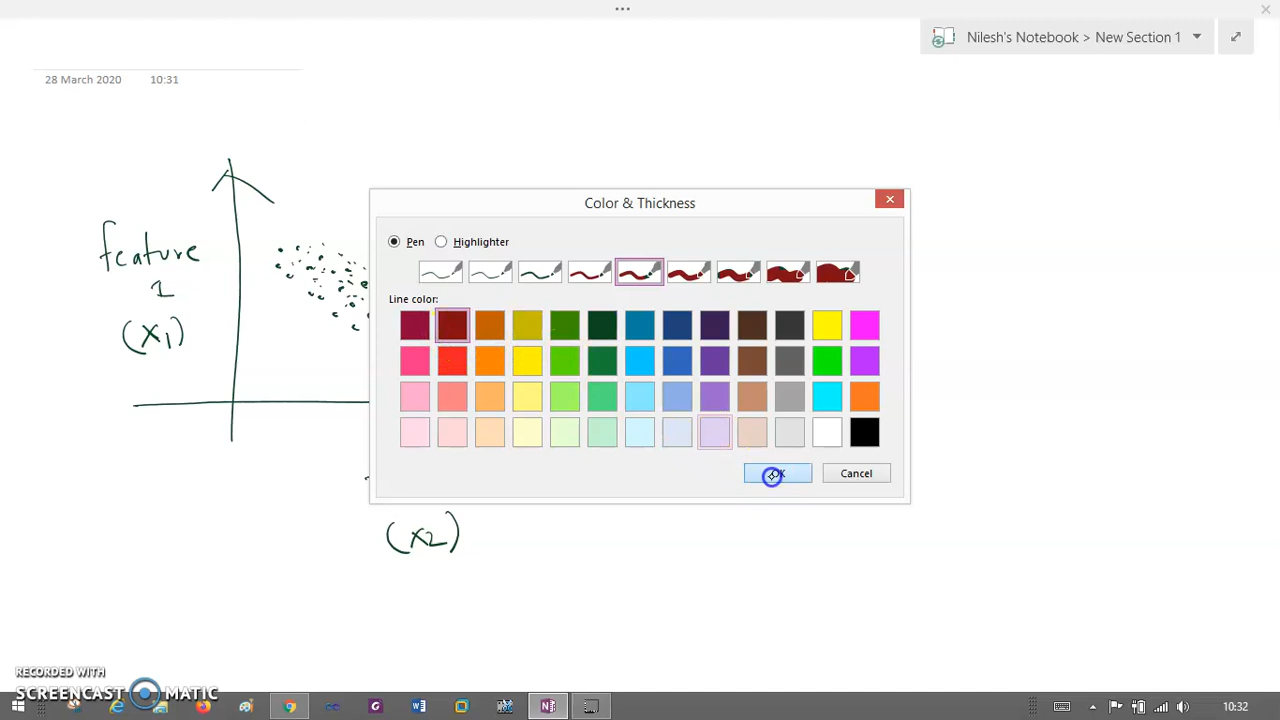 Nilesh's Notebook > New Section 1
28 March 2020 10:31
Color & Thickness
Pen Highlighter
Line color:
OK Cancel
feature
1
(x1)
(x2)
RECORDED WITH
SCREENCAST MATIC
10:32